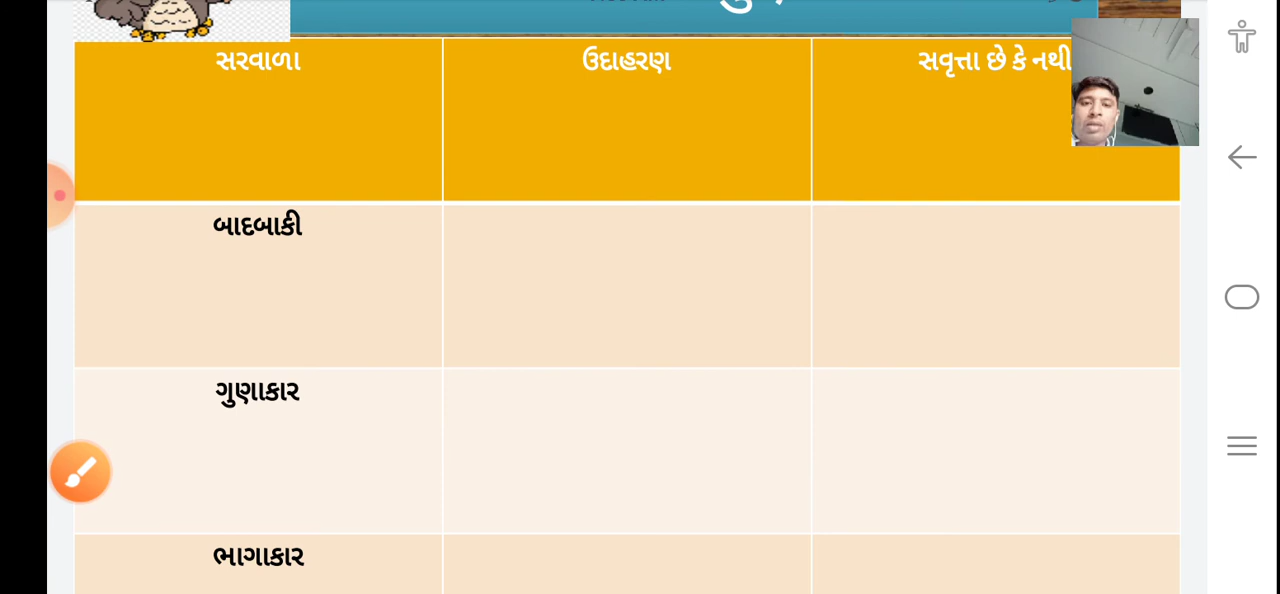 સરવાળા ઉદાહરણ સવૃત્તા છે કે નથી
બાદબાકી
ગુણાકાર
ભાગાકાર